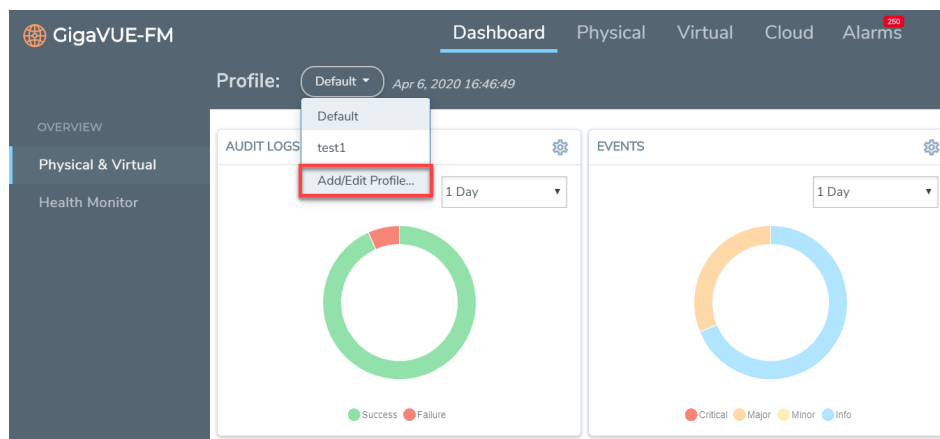 GigaVUE-FM
Dashboard Physical Virtual Cloud Alarms 250
Profile: Default Apr 6, 2020 16:46:49
Default
test1
Add/Edit Profile...
OVERVIEW
Physical & Virtual
Health Monitor
AUDIT LOGS
1 Day
Success Failure
EVENTS
1 Day
Critical Major Minor Info